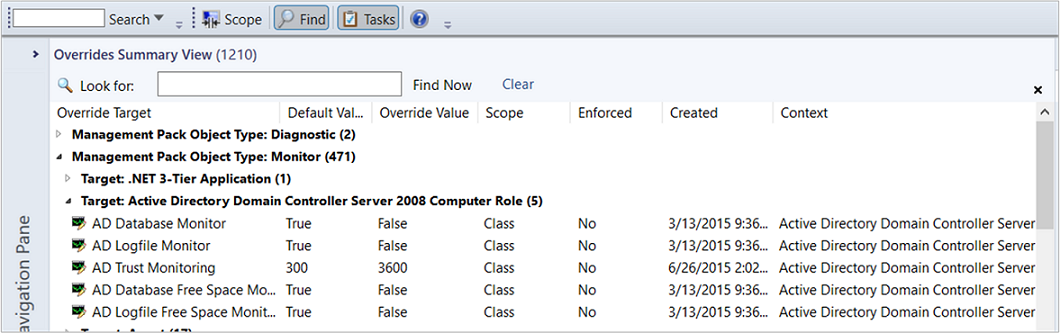 Search Scope Find Tasks
Overrides Summary View (1210)
Look for: Find Now Clear
Override Target Default Val... Override Value Scope Enforced Created Context
Management Pack Object Type: Diagnostic (2)
Management Pack Object Type: Monitor (471)
Target: .NET 3-Tier Application (1)
Target: Active Directory Domain Controller Server 2008 Computer Role (5)
AD Database Monitor True False Class No 3/13/2015 9:36... Active Directory Domain Controller Server
AD Logfile Monitor True False Class No 3/13/2015 9:36... Active Directory Domain Controller Server
AD Trust Monitoring 300 3600 Class No 6/26/2015 2:02... Active Directory Domain Controller Server
AD Database Free Space Mo... True False Class No 3/13/2015 9:36... Active Directory Domain Controller Server
AD Logfile Free Space Monit... True False Class No 3/13/2015 9:36... Active Directory Domain Controller Server
avigation Pane